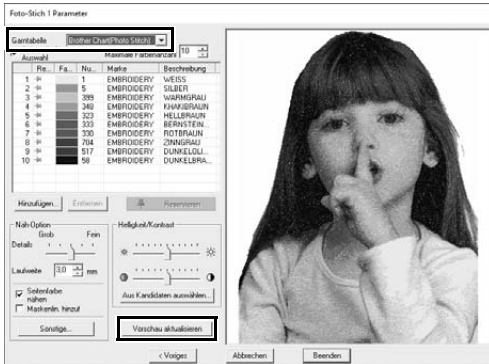 Foto-Stich 1 Parameter
Garntabelle Brother Chart(Photo Stitch)
Auswahl Maximale Farbenanzahl 10
Re... Fa... Nu... Marke Beschreibung
1 1 EMBROIDERY WEISS
2 5 EMBROIDERY SILBER
3 399 EMBROIDERY WARMGRAU
4 348 EMBROIDERY KHAKIBRAUN
5 323 EMBROIDERY HELLBRAUN
6 333 EMBROIDERY BERNSTEIN...
7 330 EMBROIDERY ROTBRAUN
8 704 EMBROIDERY ZINNGRAU
9 517 EMBROIDERY DUNKELOLI...
10 58 EMBROIDERY DUNKELBRA...
Hinzufügen... Entfernen Reservieren
Näh-Option Helligkeit/Kontrast
Grob Fein
Details
Laufweite 3,0 mm
Seitenfarbe nähen
Maskenlin. hinzuf
Aus Kandidaten auswählen...
Sonstige... Vorschau aktualisieren
< Voriges Abbrechen Beenden